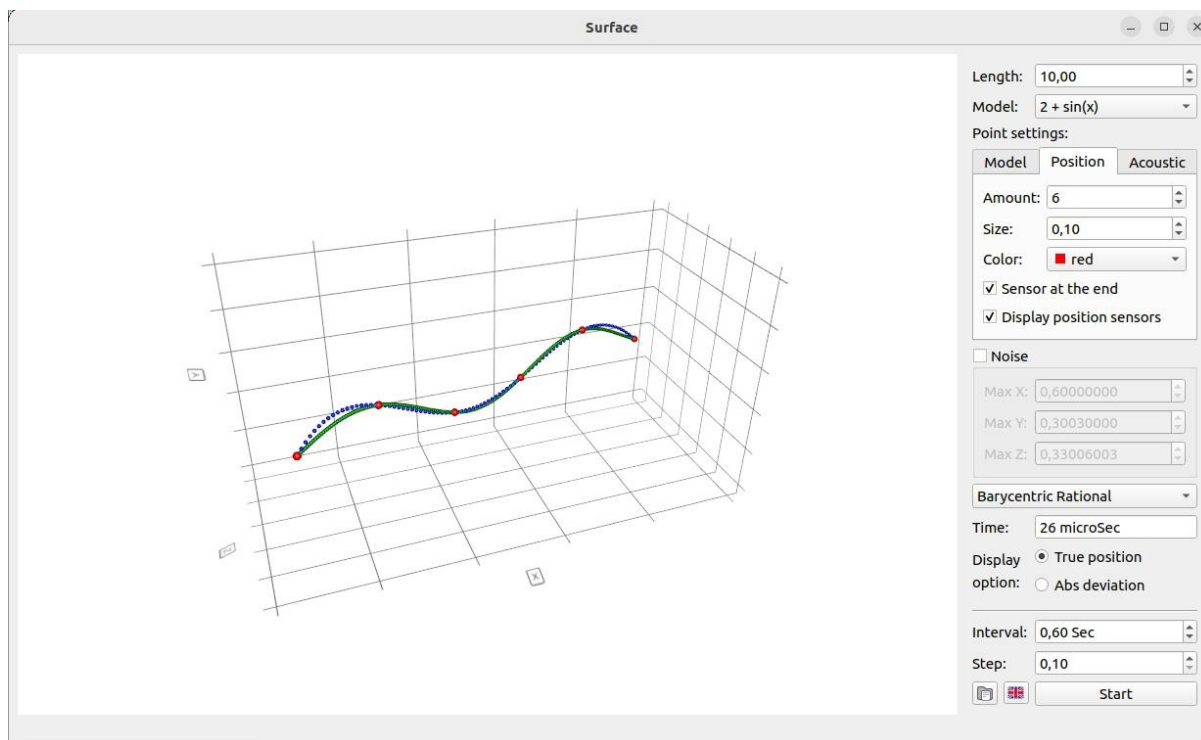 Surface
Length: 10,00
Model: 2 + sin(x)
Point settings:
Model Position Acoustic
Amount: 6
Size: 0,10
Color: red
Sensor at the end
Display position sensors
Noise
Max X: 0,60000000
Max Y: 0,30030000
Max Z: 0,33006003
Barycentric Rational
Time: 26 microSec
Display option: True position
Abs deviation
Interval: 0,60 Sec
Step: 0,10
Start
Y
Z
X